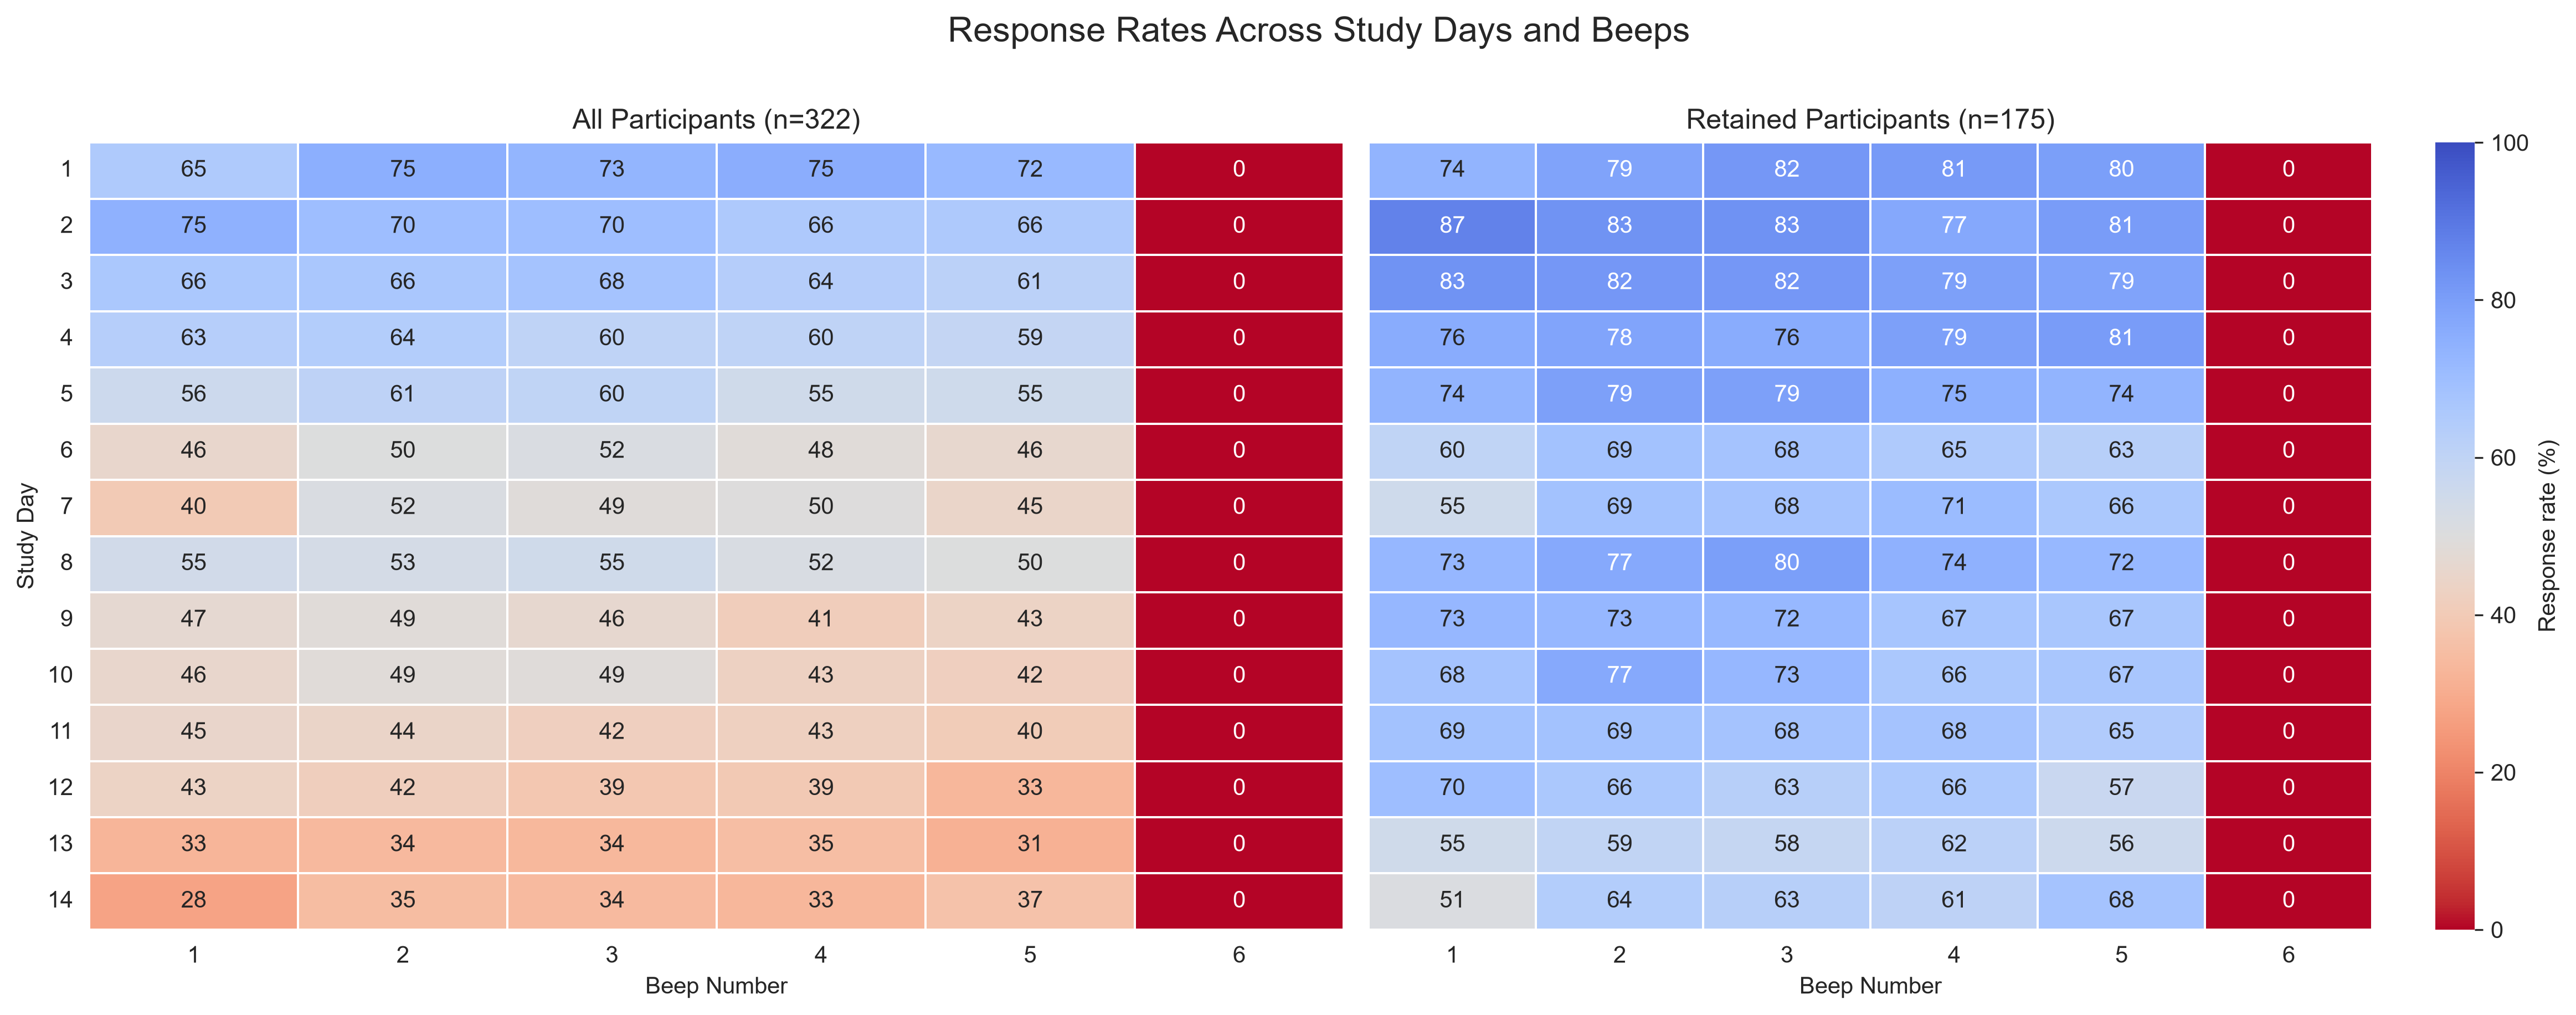 Response Rates Across Study Days and Beeps
All Participants (n=322)
Retained Participants (n=175)
Study Day
1 65 75 73 75 72 0 74 79 82 81 80 0
2 75 70 70 66 66 0 87 83 83 77 81 0
3 66 66 68 64 61 0 83 82 82 79 79 0
4 63 64 60 60 59 0 76 78 76 79 81 0
5 56 61 60 55 55 0 74 79 79 75 74 0
6 46 50 52 48 46 0 60 69 68 65 63 0
7 40 52 49 50 45 0 55 69 68 71 66 0
8 55 53 55 52 50 0 73 77 80 74 72 0
9 47 49 46 41 43 0 73 73 72 67 67 0
10 46 49 49 43 42 0 68 77 73 66 67 0
11 45 44 42 43 40 0 69 69 68 68 65 0
12 43 42 39 39 33 0 70 66 63 66 57 0
13 33 34 34 35 31 0 55 59 58 62 56 0
14 28 35 34 33 37 0 51 64 63 61 68 0
1 2 3 4 5 6 1 2 3 4 5 6
Beep Number
Beep Number
100
80
60
40
20
0
Response rate (%)